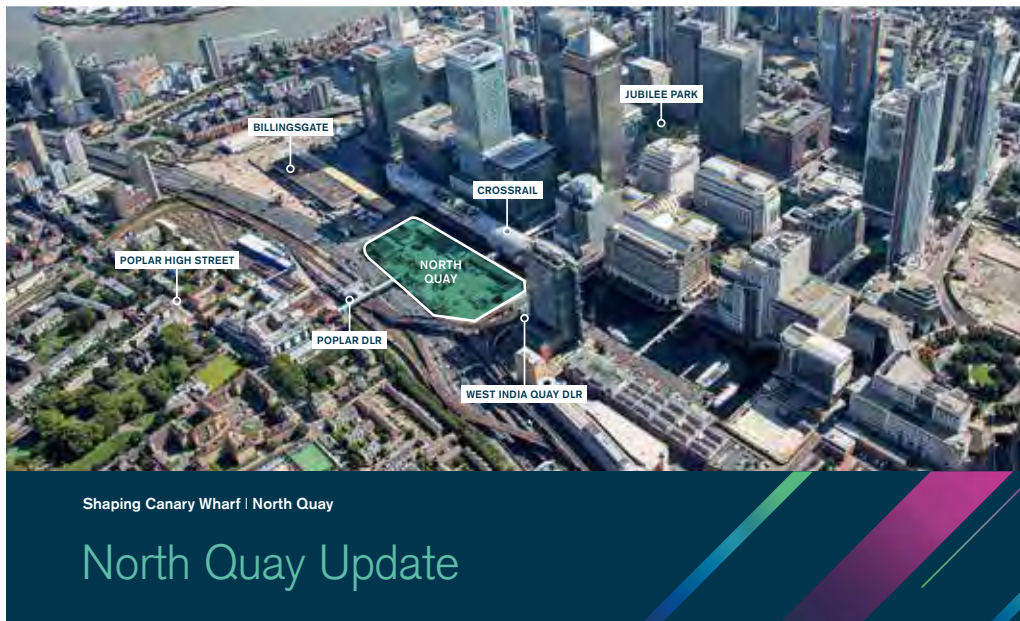 JUBILEE PARK
BILLINGSGATE
CROSSRAIL
POPLAR HIGH STREET
NORTH
QUAY
POPLAR DLR
WEST INDIA QUAY DLR
Shaping Canary Wharf | North Quay
North Quay Update